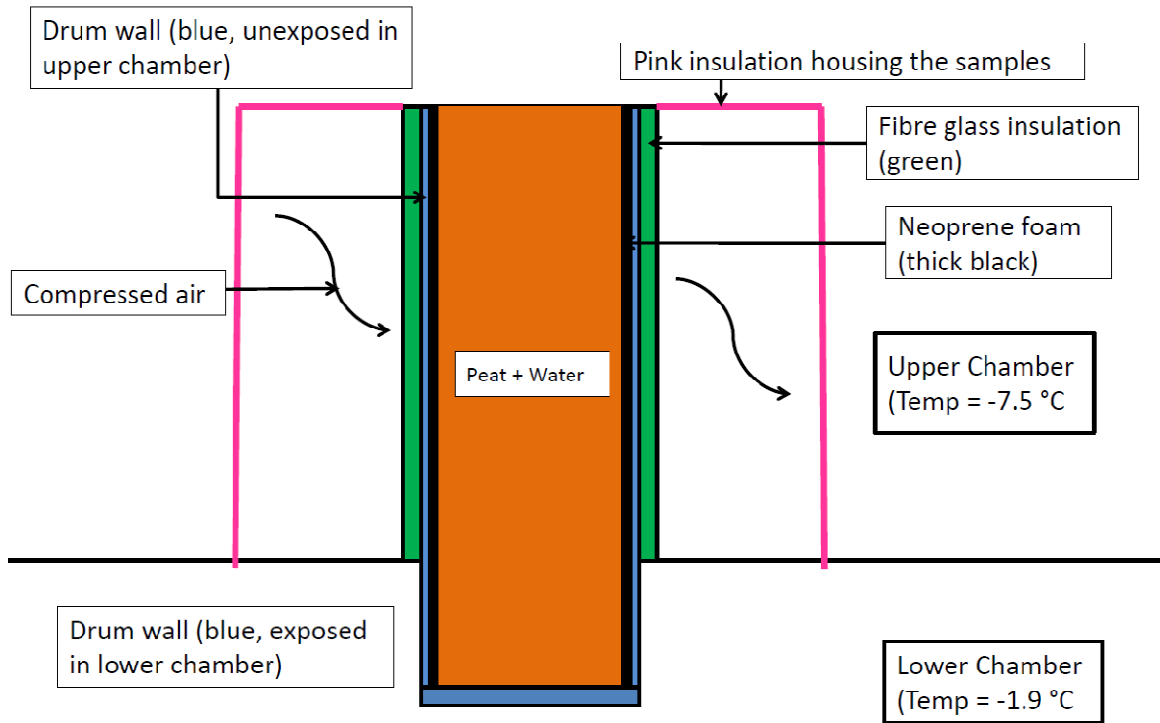 Drum wall (blue, unexposed in
upper chamber)
Pink insulation housing the samples
Fibre glass insulation
(green)
Neoprene foam
(thick black)
Compressed air
Peat + Water
Upper Chamber
(Temp = -7.5 °C
Drum wall (blue, exposed
in lower chamber)
Lower Chamber
(Temp = -1.9 °C